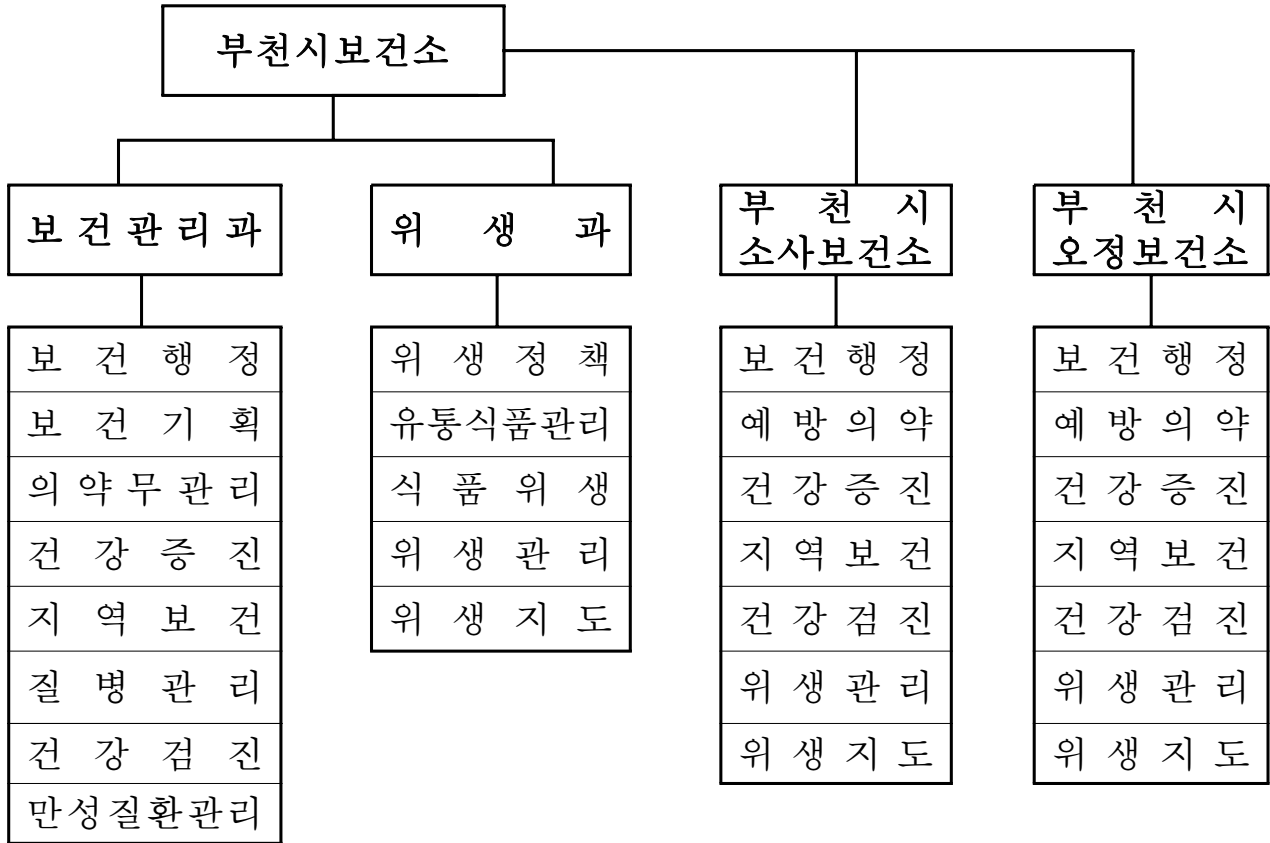 부천시보건소
보건관리과
위생과
부천시
소사보건소
부천시
오정보건소
보건행정
보건기획
의약무관리
건강증진
지역보건
질병관리
건강검진
만성질환관리
위생정책
유통식품관리
식품위생
위생관리
위생지도
보건행정
예방의약
건강증진
지역보건
건강검진
위생관리
위생지도
보건행정
예방의약
건강증진
지역보건
건강검진
위생관리
위생지도